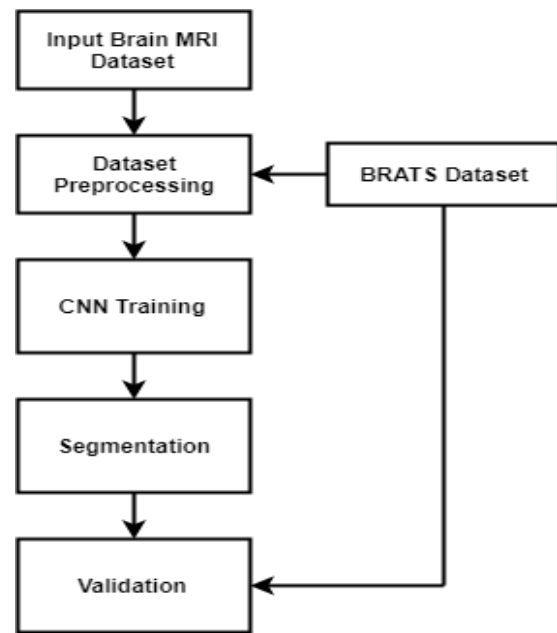 Input Brain MRI
Dataset
Dataset
Preprocessing
BRATS Dataset
CNN Training
Segmentation
Validation